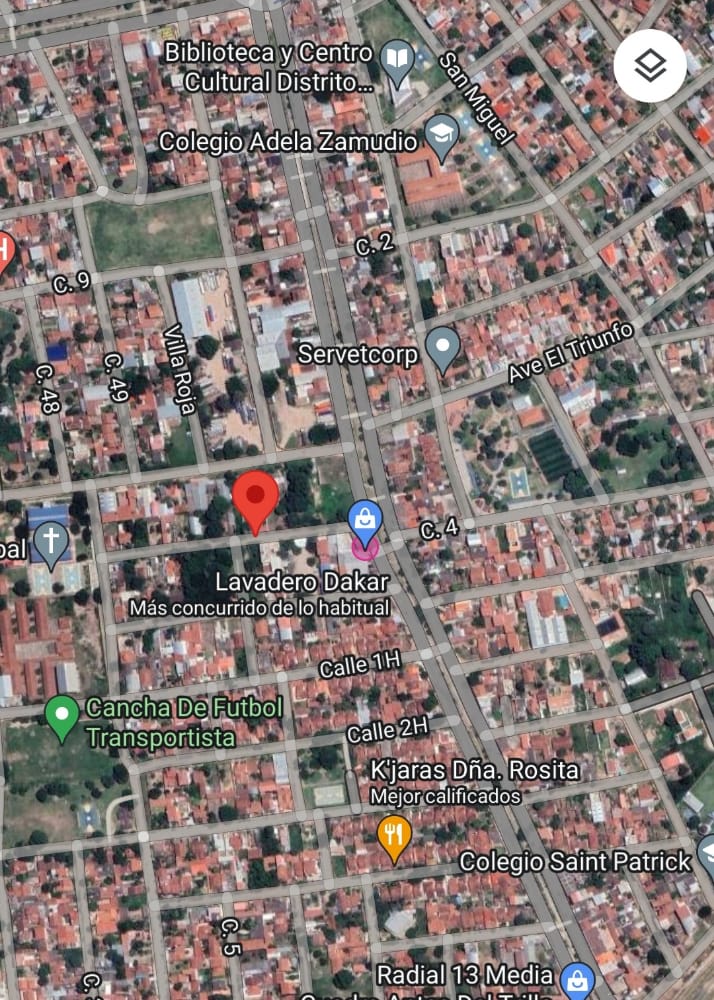 Biblioteca y Centro
Cultural Distrito...
San Miguel
Colegio Adela Zamudio
H
C. 2
C. 9
Servetcorp
Ave El Triunfo
C. 48
C. 49
Villa Roja
C. 4
Lavadero Dakar
Más concurrido de lo habitual
Calle 1H
Cancha De Futbol
Transportista
Calle 2H
K'jaras Dña. Rosita
Mejor calificados
Colegio Saint Patrick
C. 5
Radial 13 Media